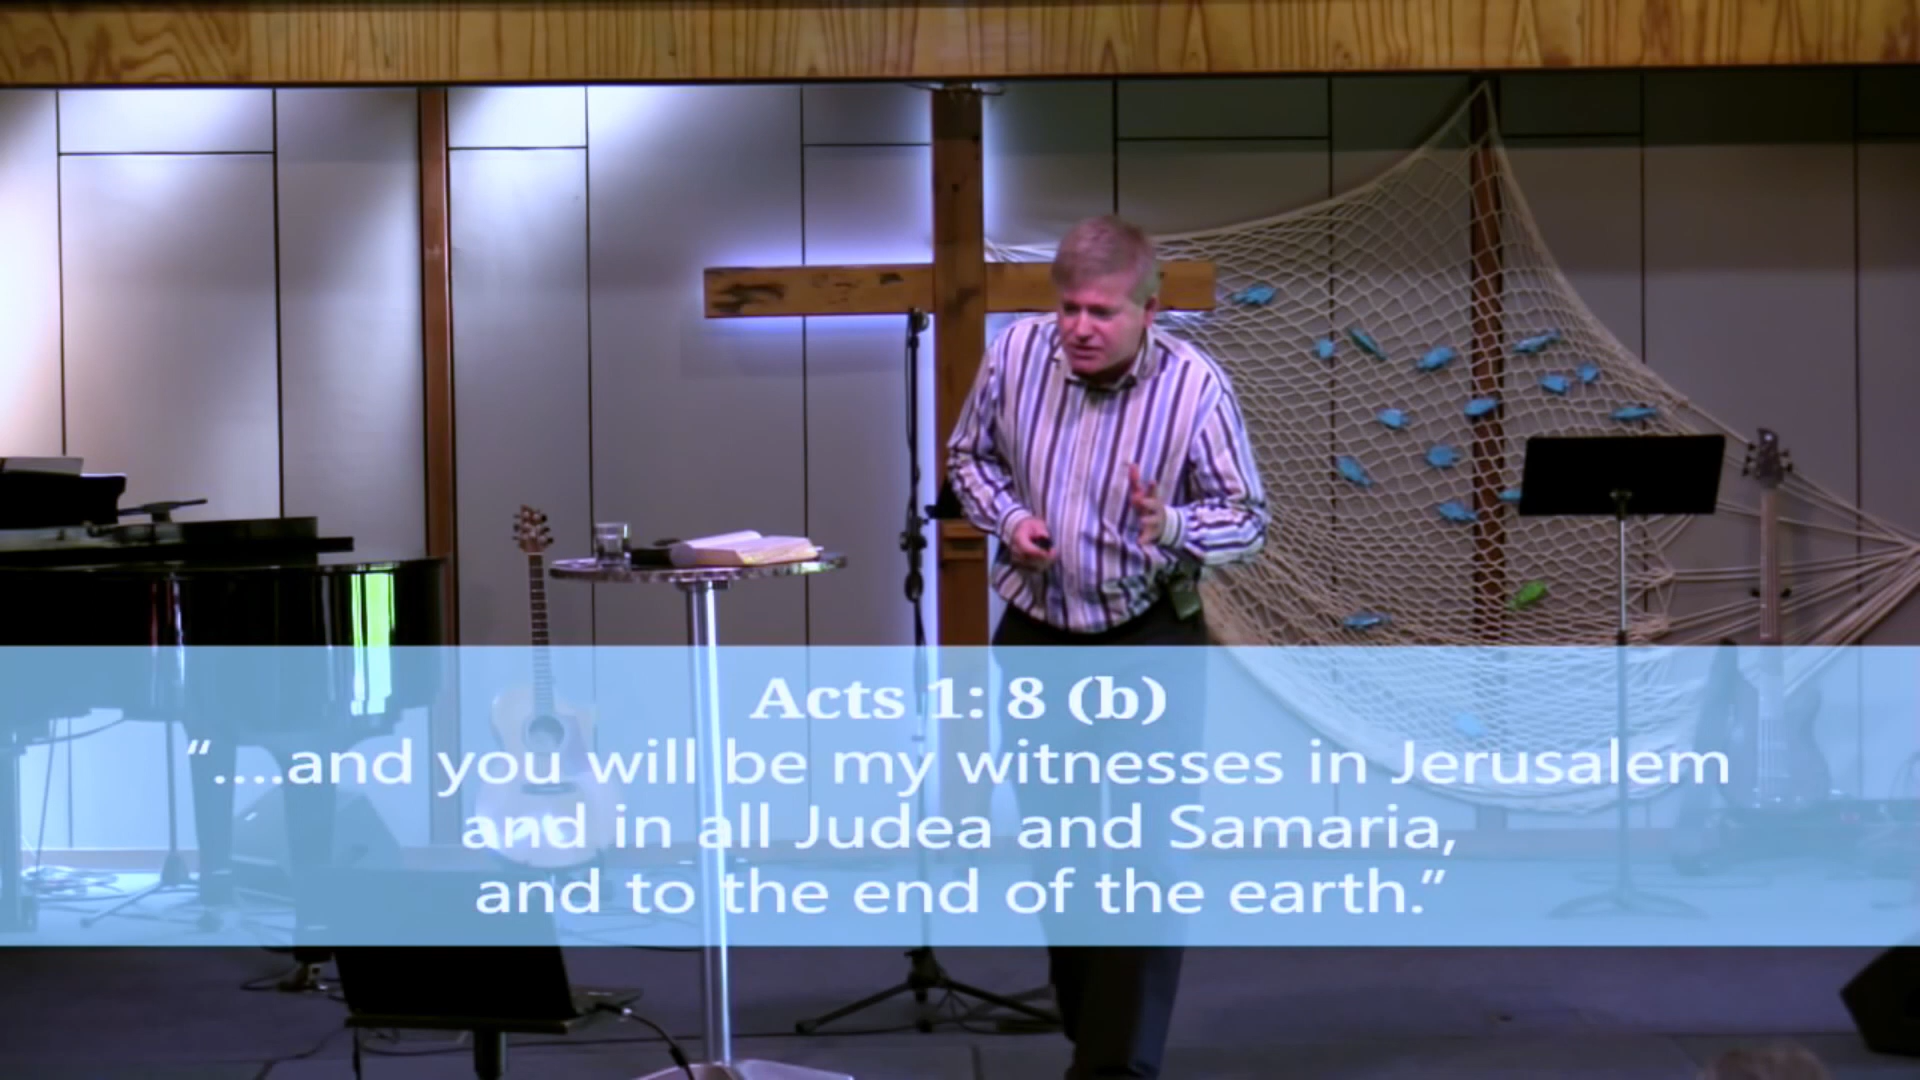 Acts 1: 8 (b)
“....and you will be my witnesses in Jerusalem
and in all Judea and Samaria,
and to the end of the earth.”